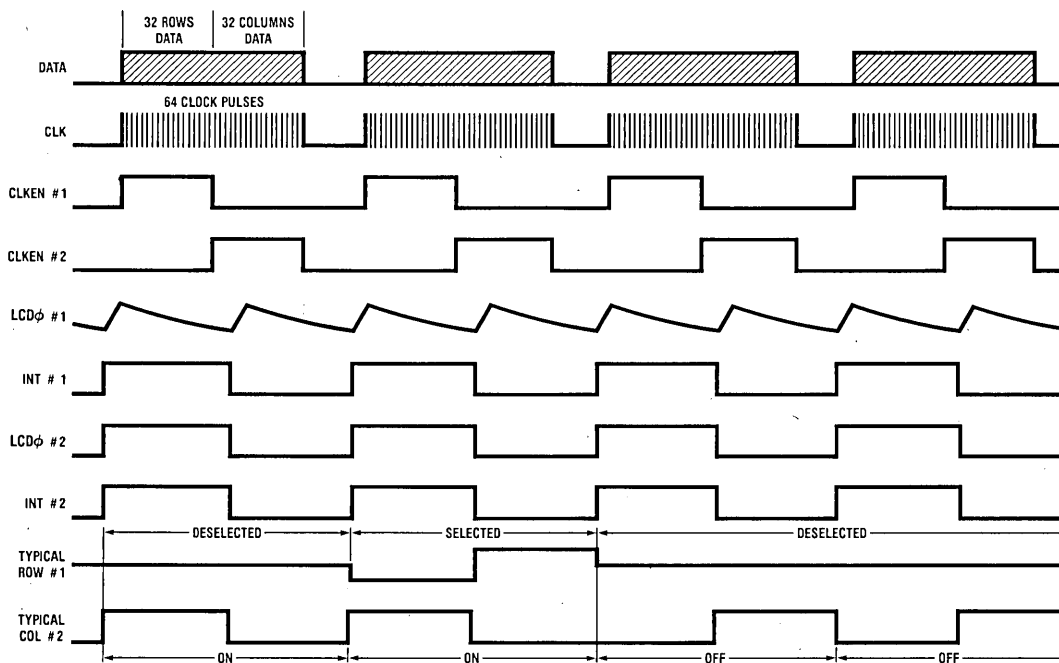 32 ROWS
DATA
32 COLUMNS
DATA
DATA
64 CLOCK PULSES
CLK
CLKEN #1
CLKEN #2
LCDϕ #1
INT # 1
LCDϕ #2
INT #2
DESELECTED
SELECTED
DESELECTED
TYPICAL
ROW #1
TYPICAL
COL #2
ON
ON
OFF
OFF